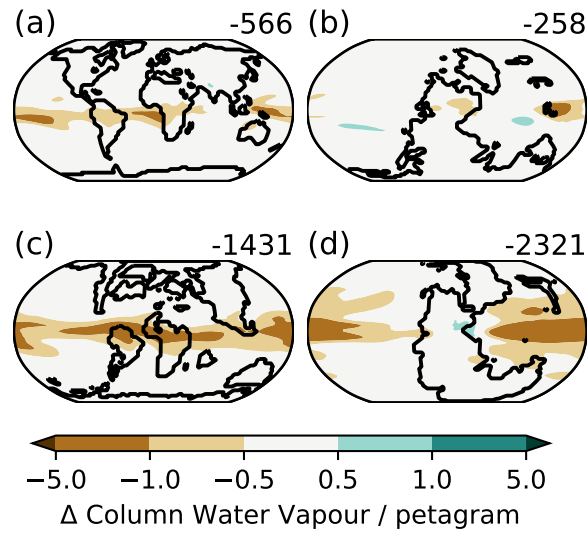 (a) -566
(b) -258
(c) -1431
(d) -2321
−5.0 −1.0 −0.5 0.5 1.0 5.0
Δ Column Water Vapour / petagram